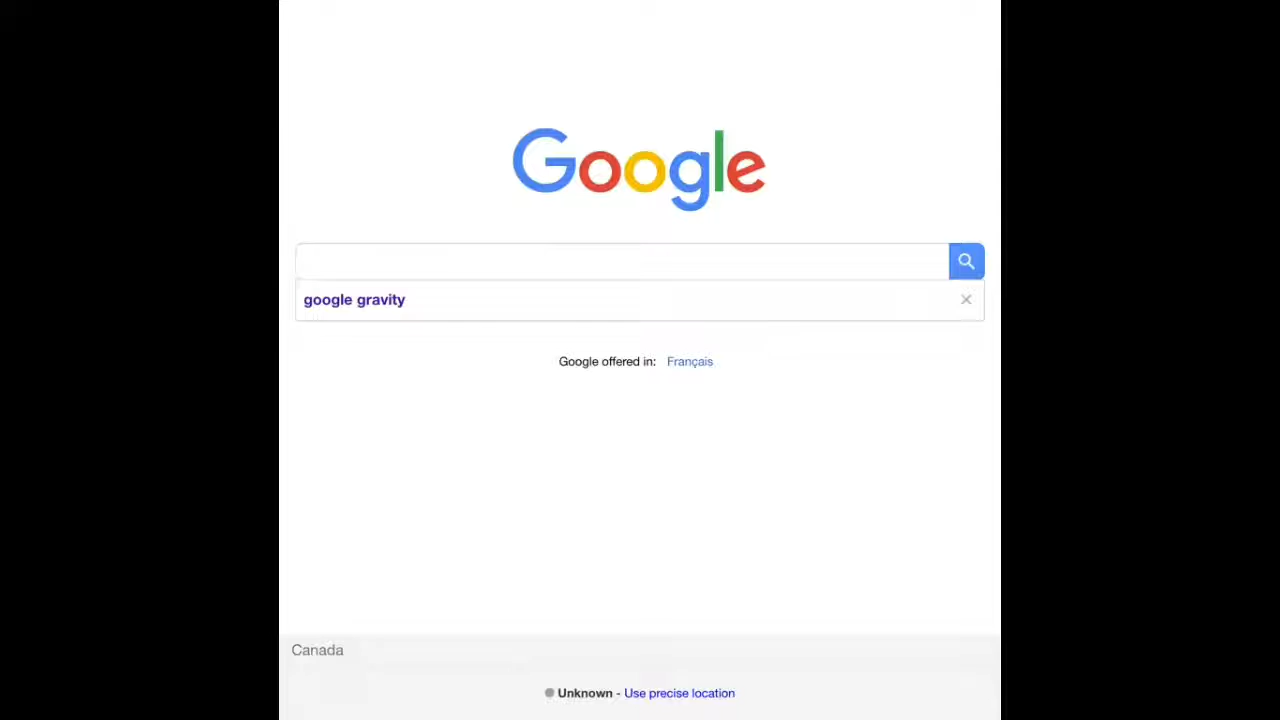 Google
google gravity
Google offered in: Français
Canada
Unknown - Use precise location